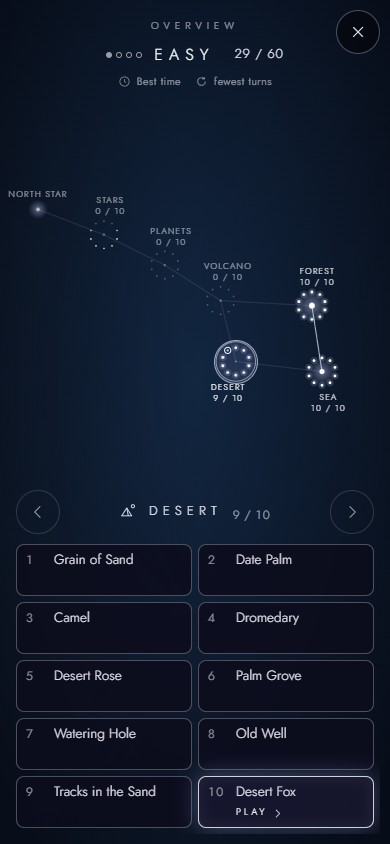 OVERVIEW
EASY 29 / 60
Best time fewest turns
NORTH STAR
STARS
0 / 10
PLANETS
0 / 10
VOLCANO
0 / 10
FOREST
10 / 10
DESERT
9 / 10
SEA
10 / 10
DESERT 9 / 10
1 Grain of Sand
2 Date Palm
3 Camel
4 Dromedary
5 Desert Rose
6 Palm Grove
7 Watering Hole
8 Old Well
9 Tracks in the Sand
10 Desert Fox
PLAY